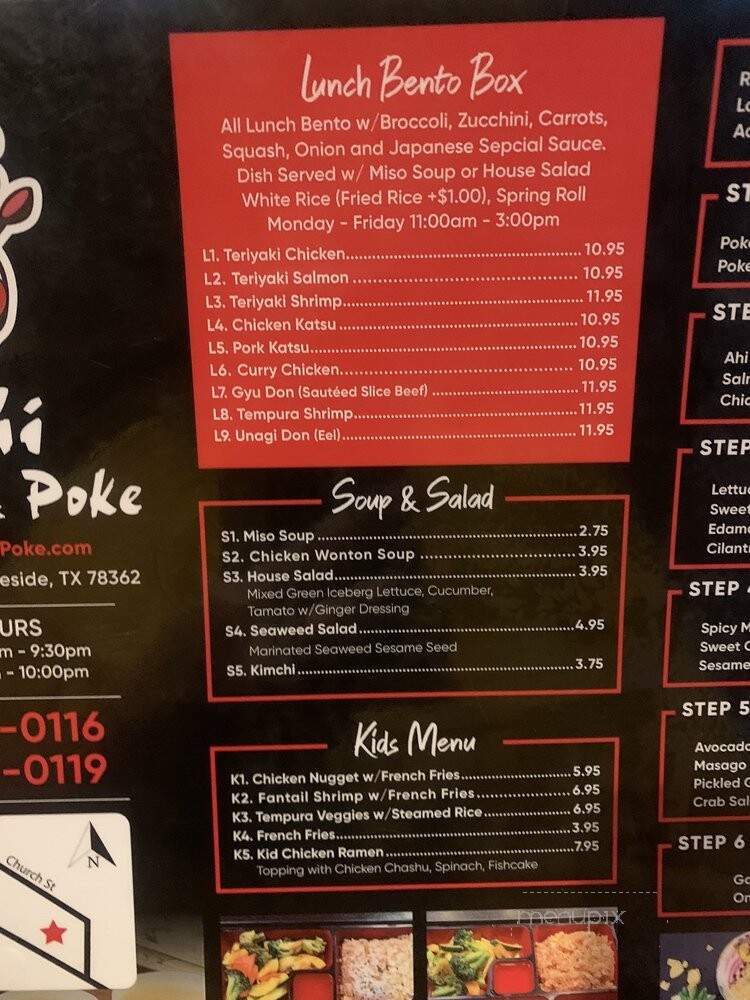 Lunch Bento Box
All Lunch Bento w/Broccoli, Zucchini, Carrots,
Squash, Onion and Japanese Sepcial Sauce.
Dish Served w/ Miso Soup or House Salad
White Rice (Fried Rice +$1.00), Spring Roll
Monday - Friday 11:00am - 3:00pm
L1. Teriyaki Chicken 10.95
L2. Teriyaki Salmon 10.95
L3. Teriyaki Shrimp 11.95
L4. Chicken Katsu 10.95
L5. Pork Katsu 10.95
L6. Curry Chicken 10.95
L7. Gyu Don (Sautéed Slice Beef) 11.95
L8. Tempura Shrimp 11.95
L9. Unagi Don (Eel) 11.95
Soup & Salad
S1. Miso Soup 2.75
S2. Chicken Wonton Soup 3.95
S3. House Salad 3.95
Mixed Green Iceberg Lettuce, Cucumber,
Tamato w/Ginger Dressing
S4. Seaweed Salad 4.95
Marinated Seaweed Sesame Seed
S5. Kimchi 3.75
Kids Menu
K1. Chicken Nugget w/French Fries 5.95
K2. Fantail Shrimp w/French Fries 6.95
K3. Tempura Veggies w/Steamed Rice 6.95
K4. French Fries 3.95
K5. Kid Chicken Ramen 7.95
Topping with Chicken Chashu, Spinach, Fishcake
Poke
Poke.com
eside, TX 78362
URS
m - 9:30pm
- 10:00pm
-0116
-0119
Church St
N
ST
Poke
Poke
STE
Ahi
Saln
Chic
STEP
Lettu
Sweet
Edama
Cilant
STEP 4
Spicy M
Sweet C
Sesame
STEP 5
Avocado
Masago
Pickled C
Crab Sal
STEP 6
On
menupix